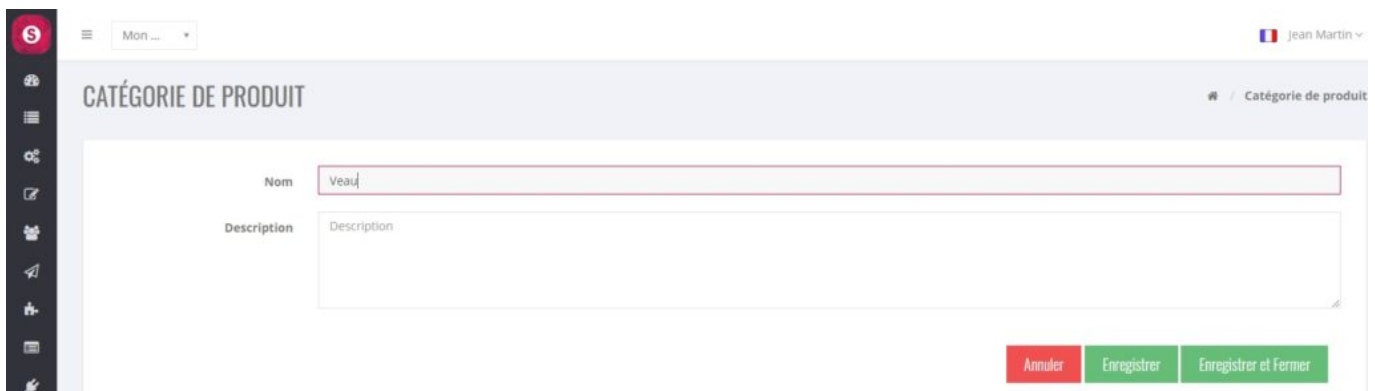 S
Mon ...
Jean Martin
CATÉGORIE DE PRODUIT
/ Catégorie de produit
Nom
Veau
Description
Description
Annuler
Enregistrer
Enregistrer et Fermer